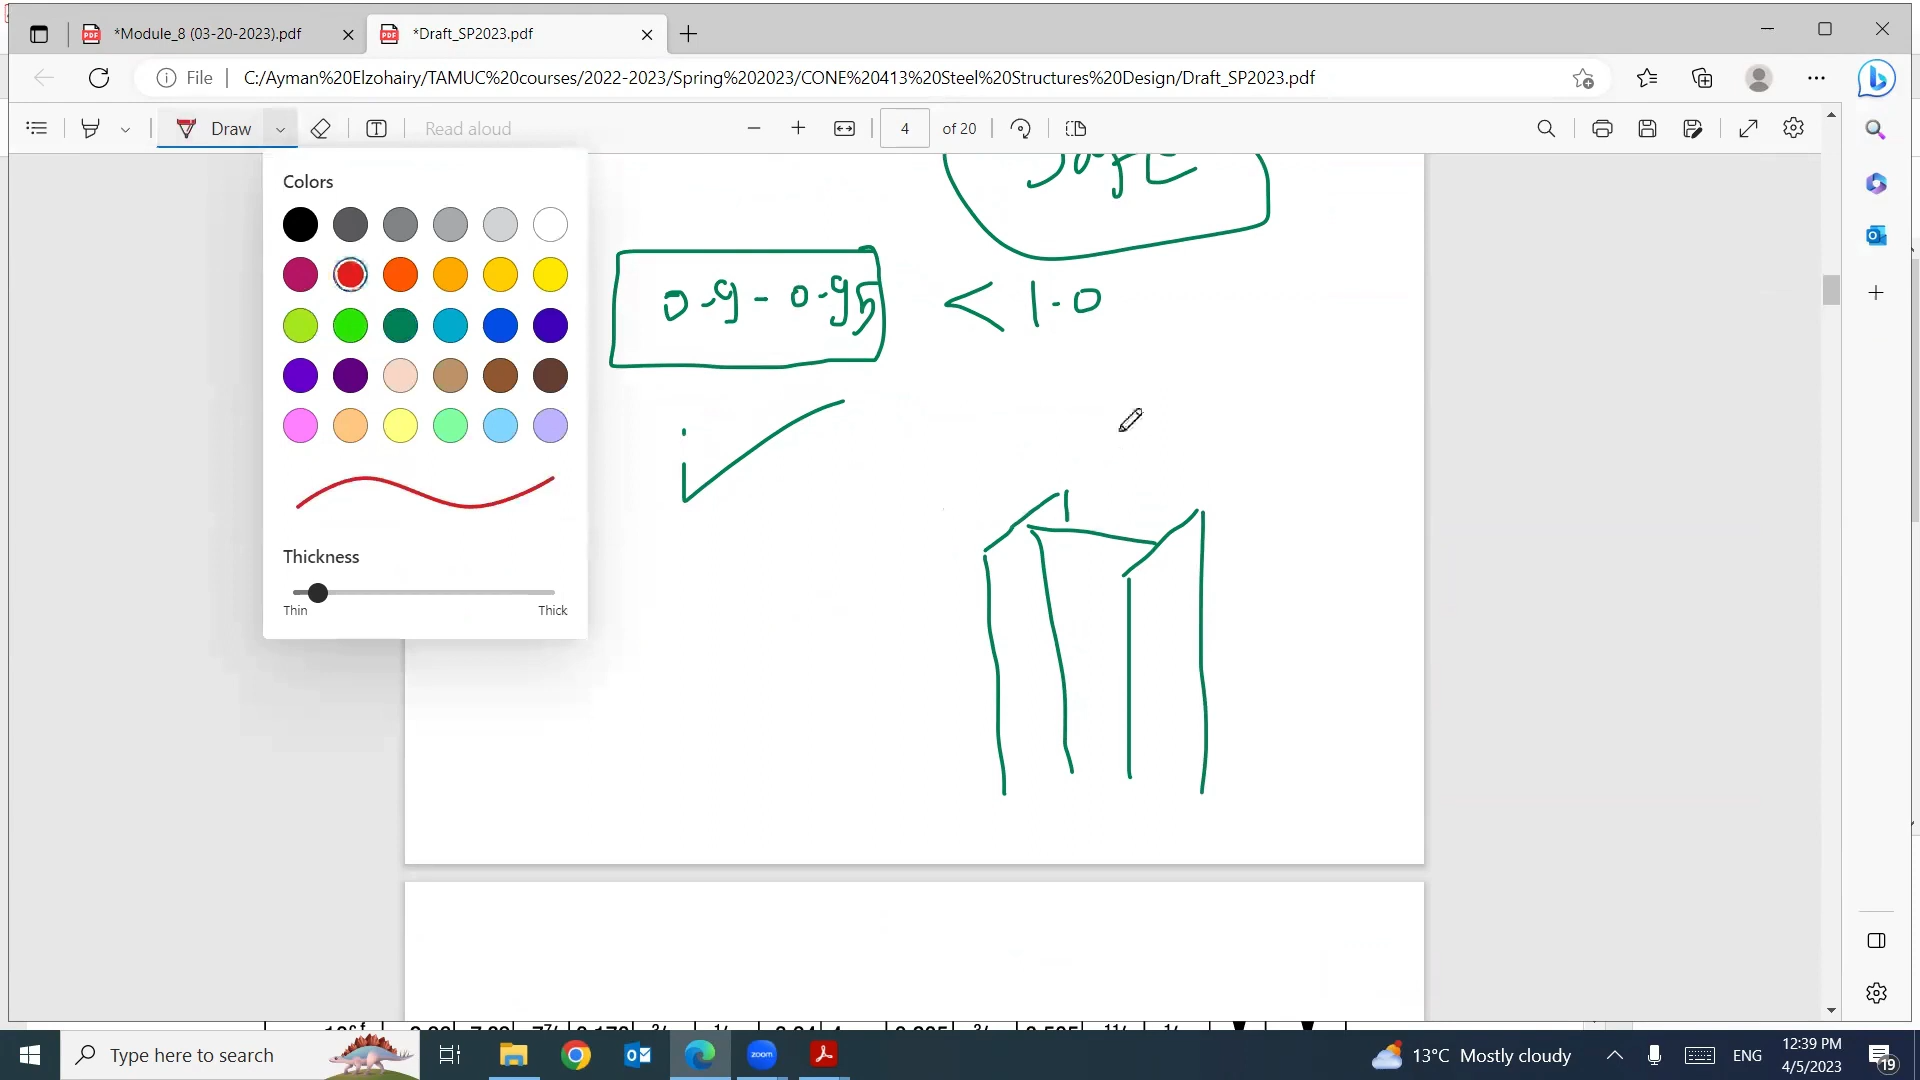 *Module_8 (03-20-2023).pdf
*Draft_SP2023.pdf
File
C:/Ayman%20Elzohairy/TAMUC%20courses/2022-2023/Spring%202023/CONE%20413%20Steel%20Structures%20Design/Draft_SP2023.pdf
Draw
Read aloud
4 of 20
Colors
Safe
0.9 - 0.95 < 1.0
Thickness
Thin Thick
Type here to search
zoom
13°C Mostly cloudy
ENG
12:39 PM
4/5/2023
19